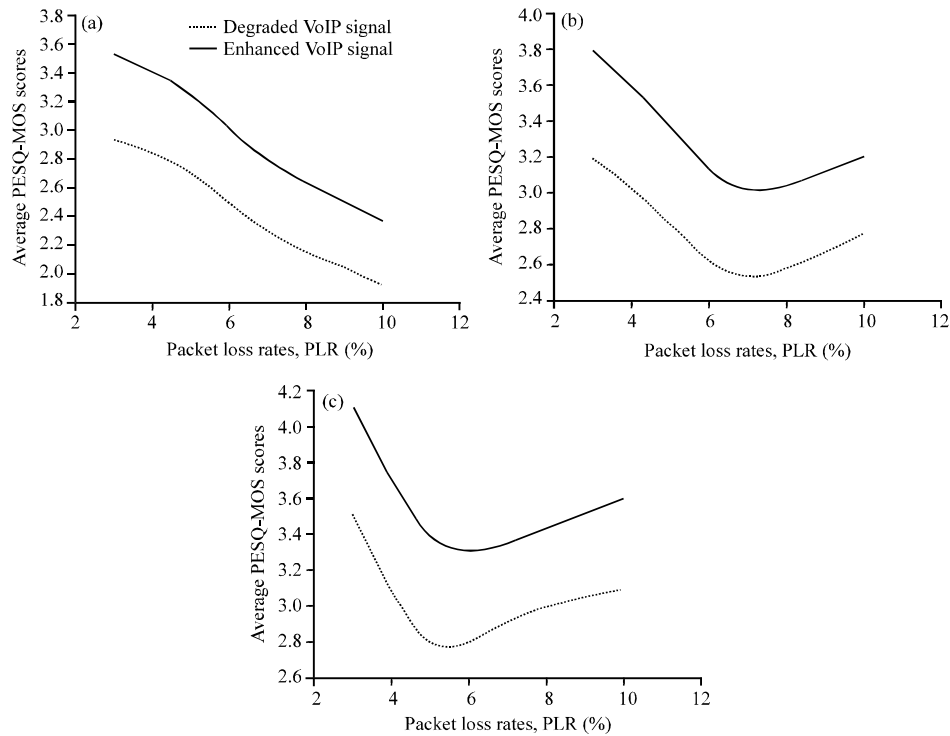 (a)
Degraded VoIP signal
Enhanced VoIP signal
Average PESQ-MOS scores
3.8
3.6
3.4
3.2
3.0
2.8
2.6
2.4
2.2
2.0
1.8
2 4 6 8 10 12
Packet loss rates, PLR (%)
(b)
Average PESQ-MOS scores
4.0
3.8
3.6
3.4
3.2
3.0
2.8
2.6
2.4
2 4 6 8 10 12
Packet loss rates, PLR (%)
(c)
Average PESQ-MOS scores
4.2
4.0
3.8
3.6
3.4
3.2
3.0
2.8
2.6
2 4 6 8 10 12
Packet loss rates, PLR (%)